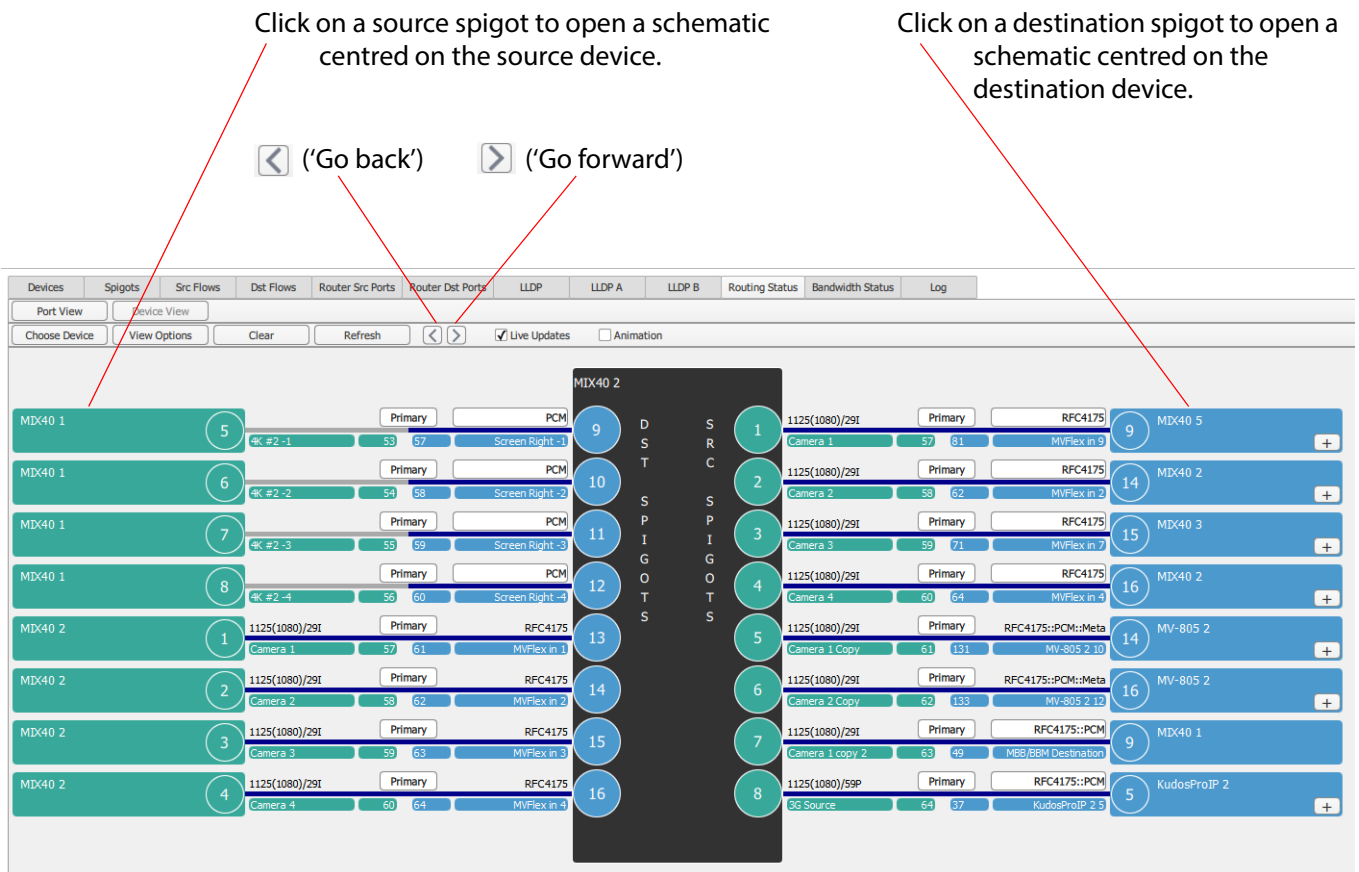 Click on a source spigot to open a schematic
centred on the source device.
Click on a destination spigot to open a
schematic centred on the
destination device.
('Go back')
('Go forward')
Devices Spigots Src Flows Dst Flows Router Src Ports Router Dst Ports LLDP LLDP A LLDP B Routing Status Bandwidth Status Log
Port View Device View
Choose Device View Options Clear Refresh < > Live Updates Animation
MIX40 2
DST SPIGOTS
SRC SPIGOTS
MIX40 1 5 Primary PCM 9
4K #2 -1 53 57 Screen Right -1
MIX40 1 6 Primary PCM 10
4K #2 -2 54 58 Screen Right -2
MIX40 1 7 Primary PCM 11
4K #2 -3 55 59 Screen Right -3
MIX40 1 8 Primary PCM 12
4K #2 -4 56 60 Screen Right -4
MIX40 2 1 1125(1080)/29I Primary RFC4175 13
Camera 1 57 61 MVFlex in 1
MIX40 2 2 1125(1080)/29I Primary RFC4175 14
Camera 2 58 62 MVFlex in 2
MIX40 2 3 1125(1080)/29I Primary RFC4175 15
Camera 3 59 63 MVFlex in 3
MIX40 2 4 1125(1080)/29I Primary RFC4175 16
Camera 4 60 64 MVFlex in 4
1 1125(1080)/29I Primary RFC4175 9 MIX40 5
Camera 1 57 81 MVFlex in 9 +
2 1125(1080)/29I Primary RFC4175 14 MIX40 2
Camera 2 58 62 MVFlex in 2 +
3 1125(1080)/29I Primary RFC4175 15 MIX40 3
Camera 3 59 71 MVFlex in 7 +
4 1125(1080)/29I Primary RFC4175 16 MIX40 2
Camera 4 60 64 MVFlex in 4 +
5 1125(1080)/29I Primary RFC4175::PCM::Meta 14 MV-805 2
Camera 1 Copy 61 131 MV-805 2 10 +
6 1125(1080)/29I Primary RFC4175::PCM::Meta 16 MV-805 2
Camera 2 Copy 62 133 MV-805 2 12 +
7 1125(1080)/29I Primary RFC4175::PCM 9 MIX40 1
Camera 1 copy 2 63 49 MBB/BBM Destination
8 1125(1080)/59P Primary RFC4175::PCM 5 KudosProIP 2
3G Source 64 37 KudosProIP 2 5 +